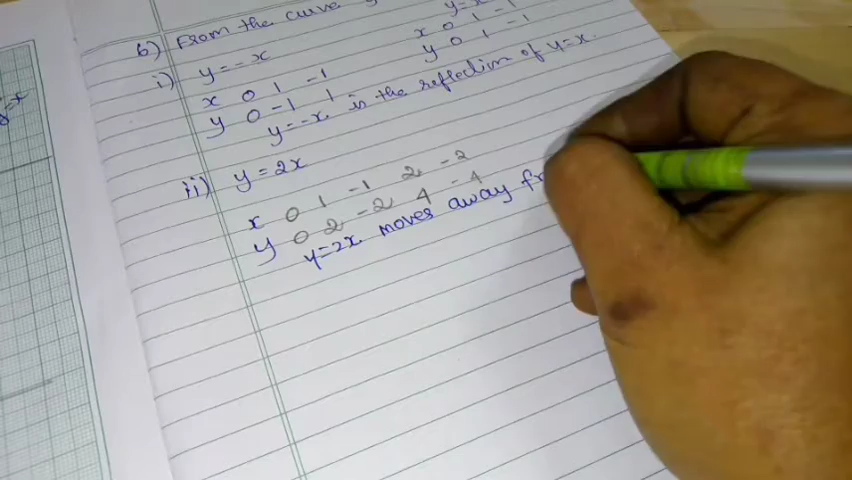 6) From the curve y
y=x
i) y = -x
x 0 1 -1
x 0 1 -1
y 0 1 -1
y 0 -1 1
y=-x is the reflection of y=x.
ii) y = 2x
x 0 1 -1 2 -2
y 0 2 -2 4 -4
y=2x moves away